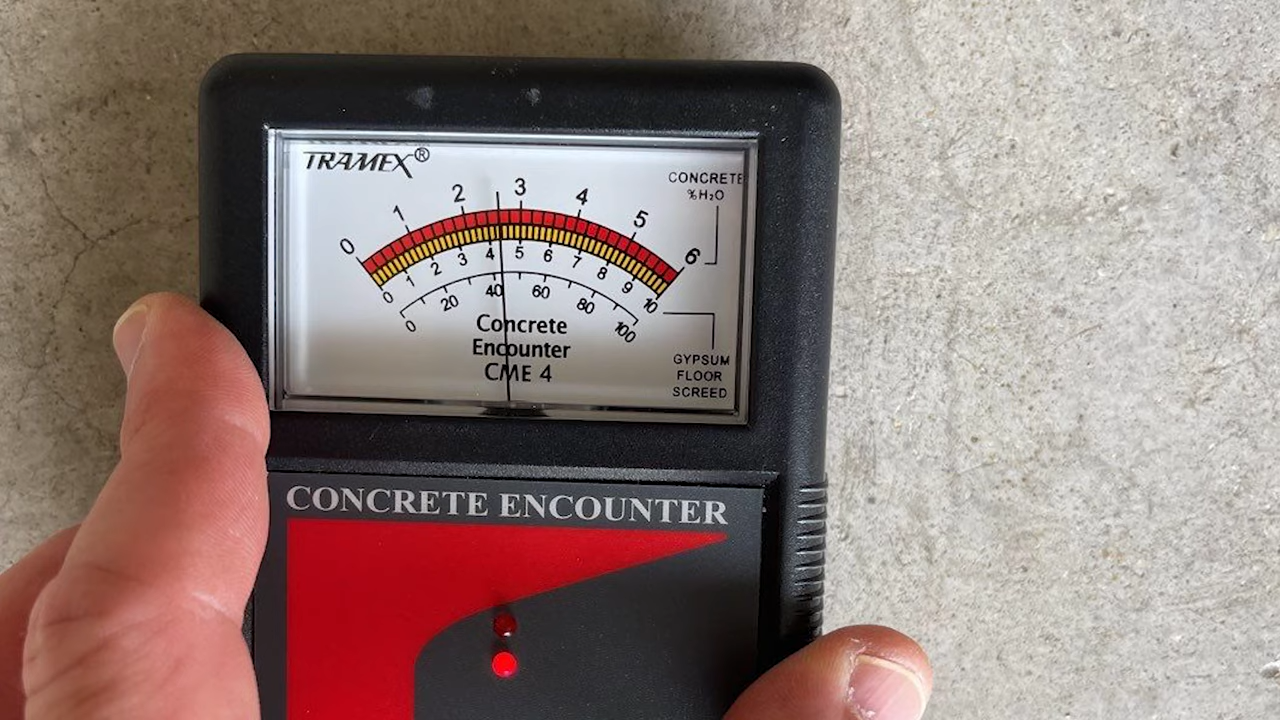 TRAMEX®
CONCRETE
%H₂O
0 1 2 3 4 5 6
0 1 2 3 4 5 6 7 8 9 10
0 20 40 60 80 100
Concrete
Encounter
CME 4
GYPSUM
FLOOR
SCREED
CONCRETE ENCOUNTER